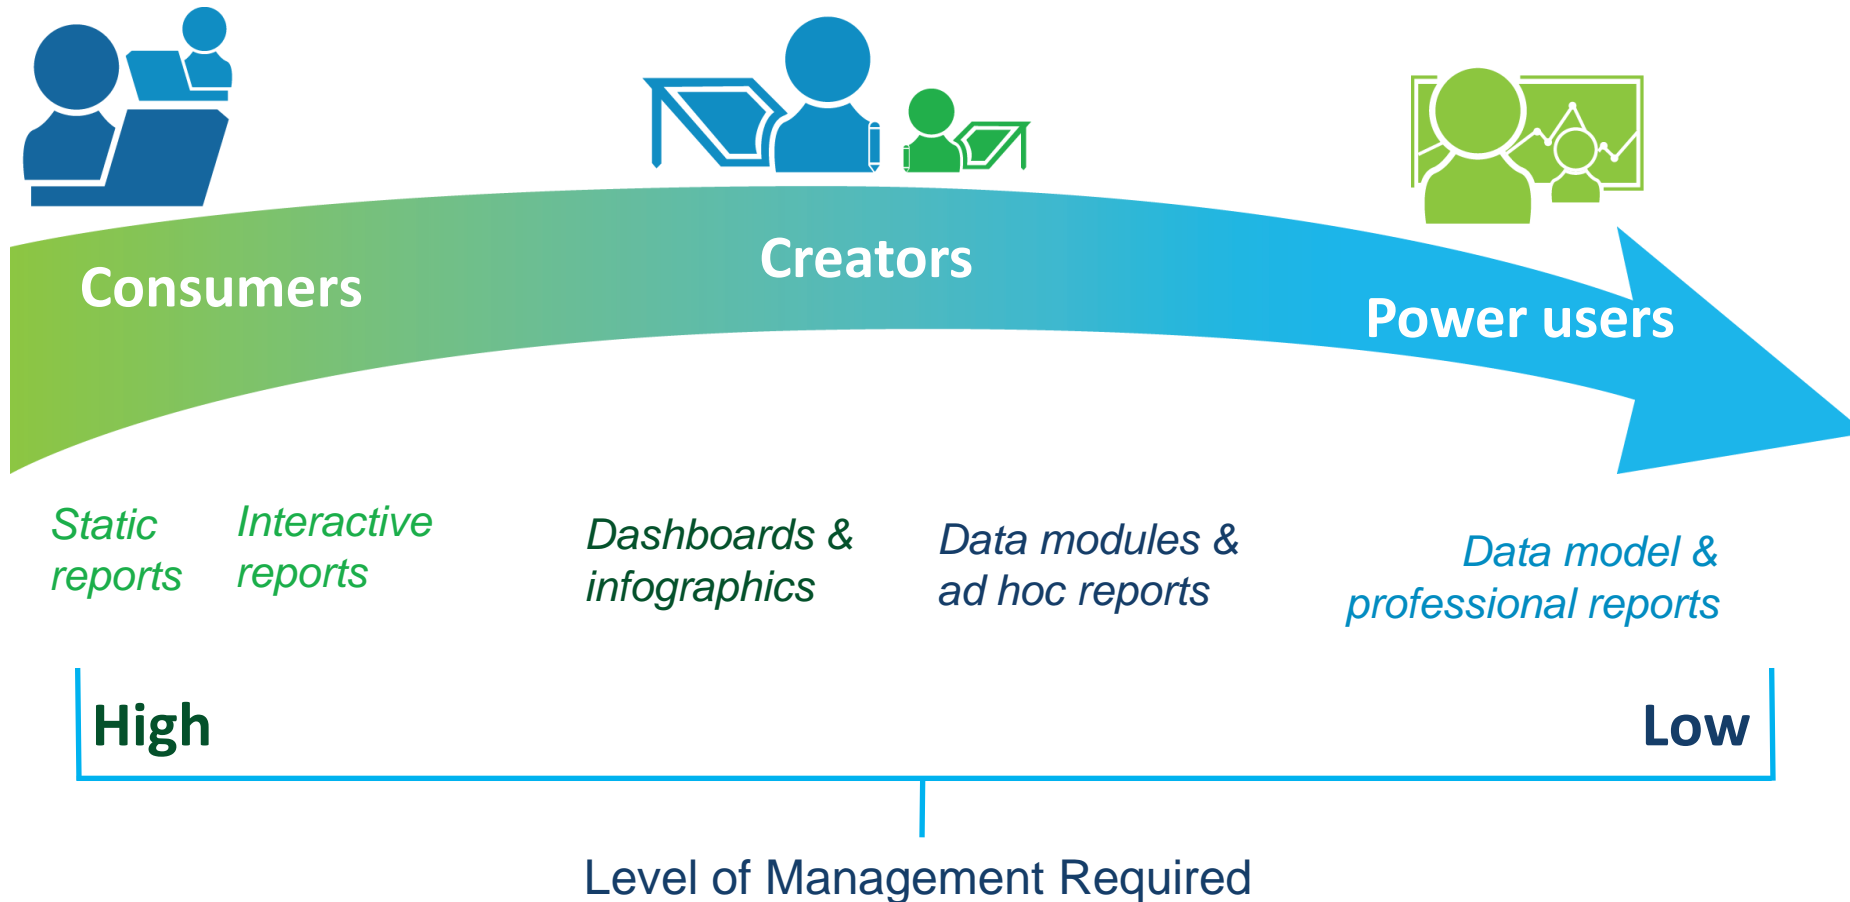 Consumers
Creators
Power users
Static
reports
Interactive
reports
Dashboards &
infographics
Data modules &
ad hoc reports
Data model &
professional reports
High
Low
Level of Management Required